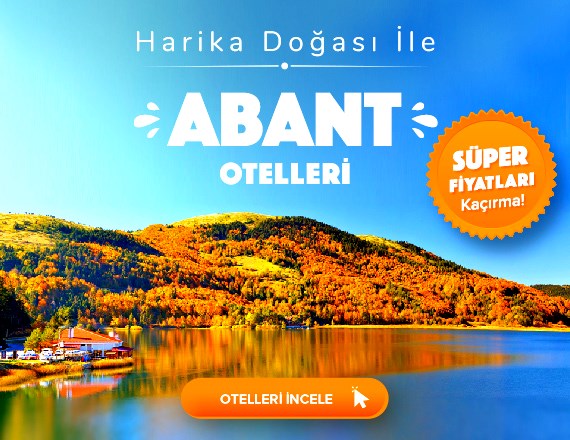 Harika Doğası İle
ABANT
OTELLERİ
SÜPER
FİYATLARI
Kaçırma!
OTELLERİ İNCELE